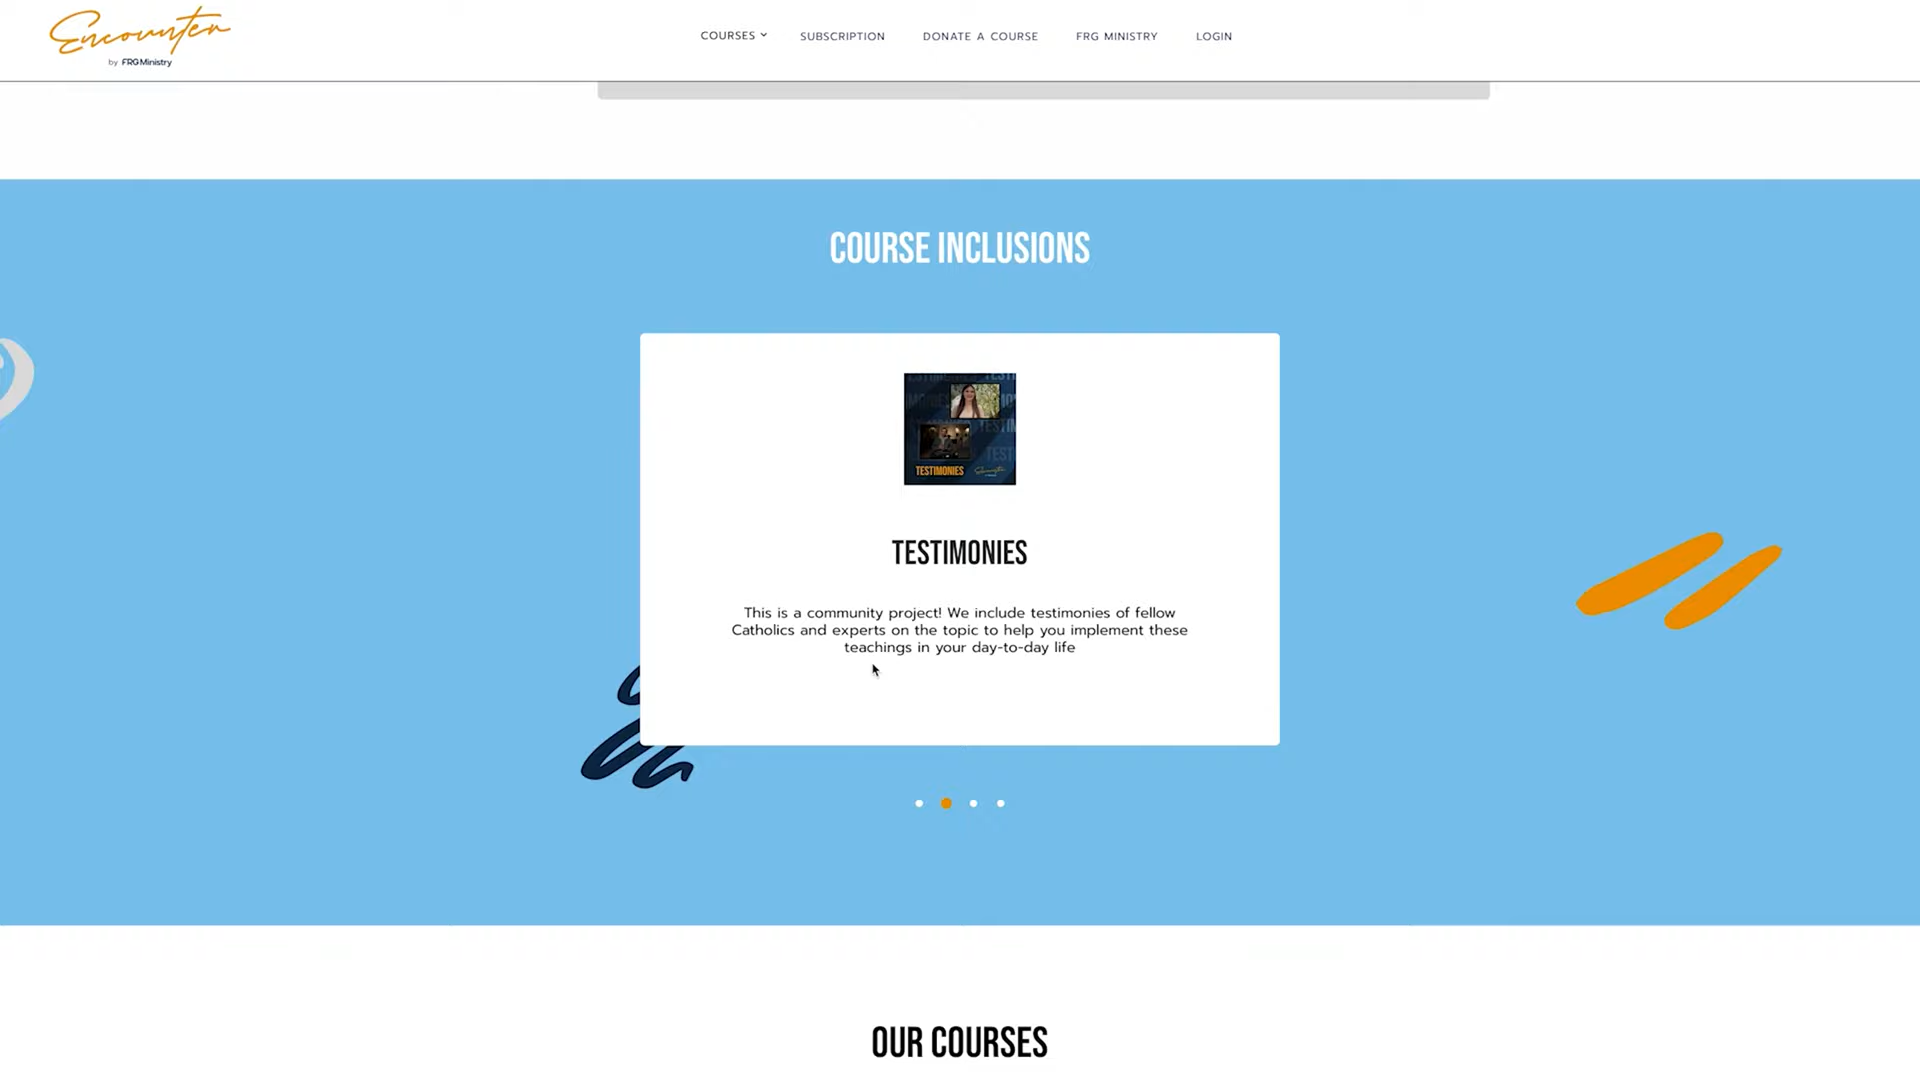 Encounter
by FRGMinistry
COURSES
SUBSCRIPTION
DONATE A COURSE
FRG MINISTRY
LOGIN
COURSE INCLUSIONS
TESTIMONIES
TESTIMONIES
This is a community project! We include testimonies of fellow
Catholics and experts on the topic to help you implement these
teachings in your day-to-day life
OUR COURSES